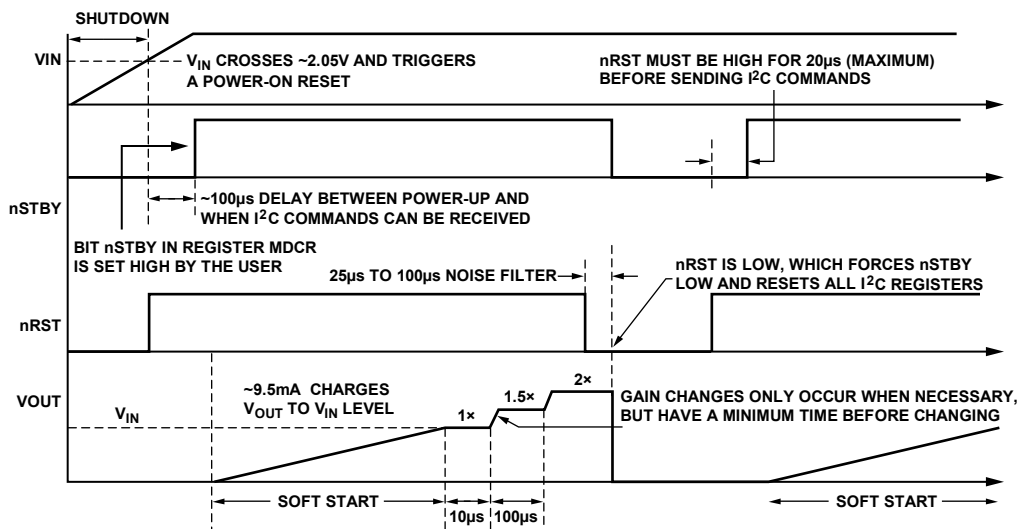 SHUTDOWN
VIN
VIN CROSSES ~2.05V AND TRIGGERS
A POWER-ON RESET
nRST MUST BE HIGH FOR 20µs (MAXIMUM)
BEFORE SENDING I2C COMMANDS
nSTBY
~100µs DELAY BETWEEN POWER-UP AND
WHEN I2C COMMANDS CAN BE RECEIVED
BIT nSTBY IN REGISTER MDCR
IS SET HIGH BY THE USER
25µs TO 100µs NOISE FILTER
nRST IS LOW, WHICH FORCES nSTBY
LOW AND RESETS ALL I2C REGISTERS
nRST
VOUT
VIN
~9.5mA CHARGES
VOUT TO VIN LEVEL
1×
1.5×
2×
GAIN CHANGES ONLY OCCUR WHEN NECESSARY,
BUT HAVE A MINIMUM TIME BEFORE CHANGING
SOFT START
10µs
100µs
SOFT START